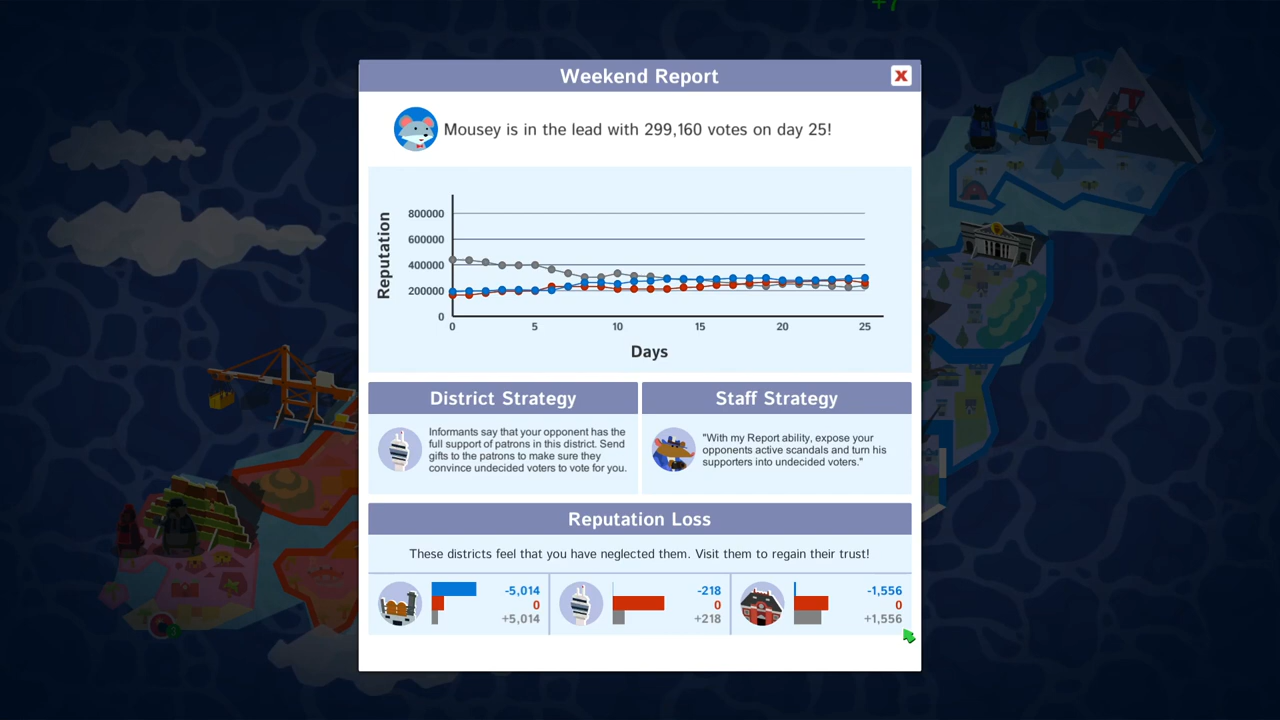 +7
Weekend Report
X
Mousey is in the lead with 299,160 votes on day 25!
Reputation
800000
600000
400000
200000
0
0 5 10 15 20 25
Days
District Strategy
Informants say that your opponent has the
full support of patrons in this district. Send
gifts to the patrons to make sure they
convince undecided voters to vote for you.
Staff Strategy
"With my Report ability, expose your
opponents active scandals and turn his
supporters into undecided voters."
Reputation Loss
These districts feel that you have neglected them. Visit them to regain their trust!
-5,014
0
+5,014
-218
0
+218
-1,556
0
+1,556